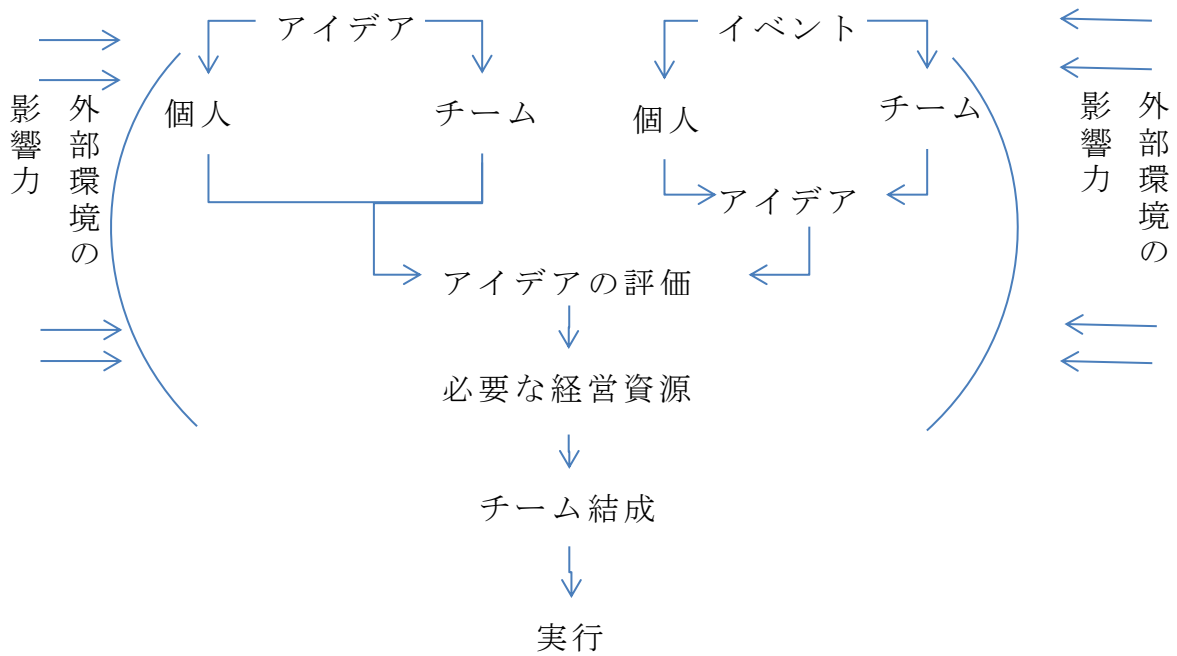 アイデア
イベント
個人
チーム
個人
チーム
外部環境の
影響力
外部環境の
影響力
アイデア
アイデアの評価
必要な経営資源
チーム結成
実行